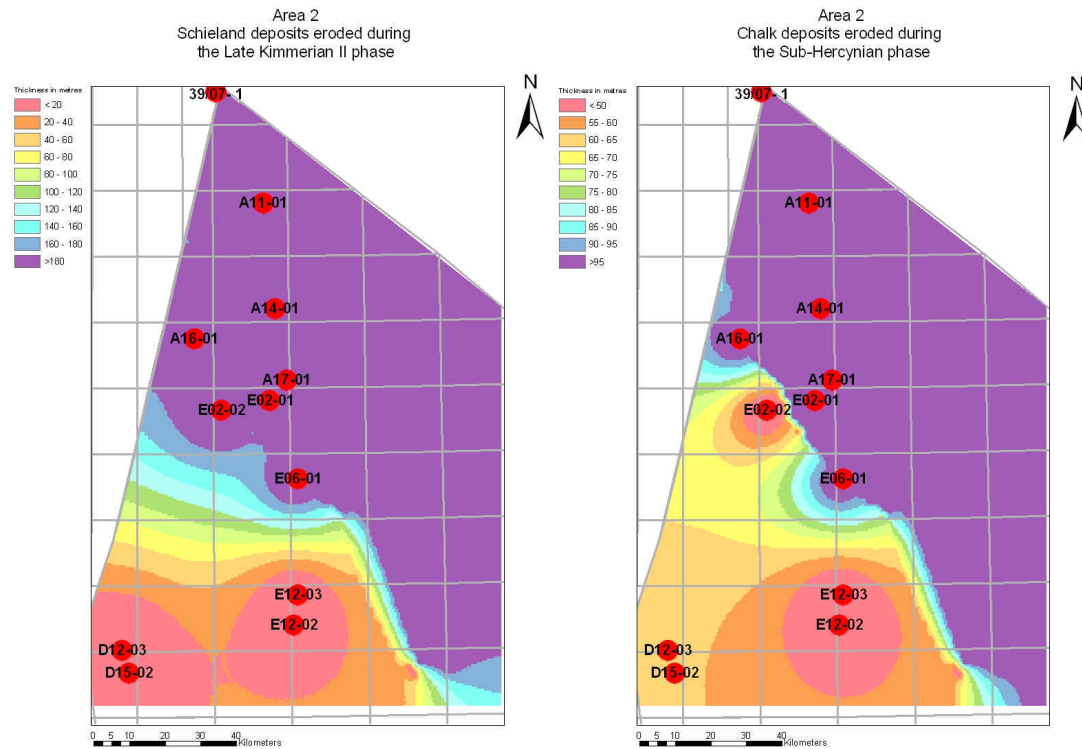 Area 2
Schieland deposits eroded during
the Late Kimmerian II phase
Thickness in metres
< 20
20 - 40
40 - 60
60 - 80
80 - 100
100 - 120
120 - 140
140 - 160
160 - 180
>180
N
39/07- 1
A11-01
A14-01
A16-01
A17-01
E02-01
E02-02
E06-01
E12-03
E12-02
D12-03
D15-02
0 5 10 20 30 40
Kilometers
Area 2
Chalk deposits eroded during
the Sub-Hercynian phase
Thickness in metres
< 50
55 - 60
60 - 65
65 - 70
70 - 75
75 - 80
80 - 85
85 - 90
90 - 95
>95
N
39/07- 1
A11-01
A14-01
A16-01
A17-01
E02-01
E02-02
E06-01
E12-03
E12-02
D12-03
D15-02
0 5 10 20 30 40
Kilometers